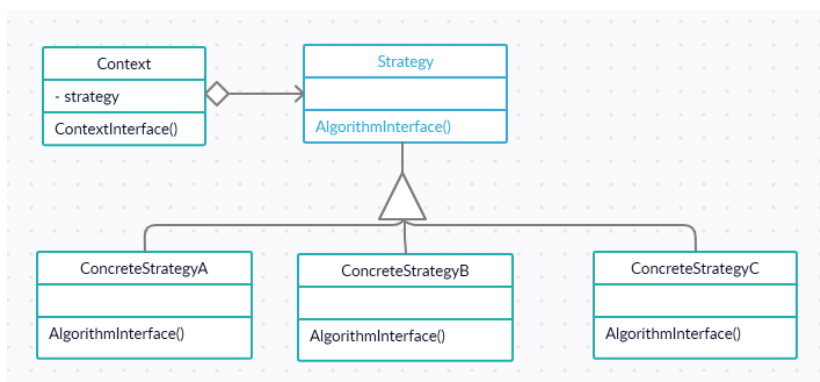 Context
- strategy
ContextInterface()
Strategy
AlgorithmInterface()
ConcreteStrategyA
AlgorithmInterface()
ConcreteStrategyB
AlgorithmInterface()
ConcreteStrategyC
AlgorithmInterface()